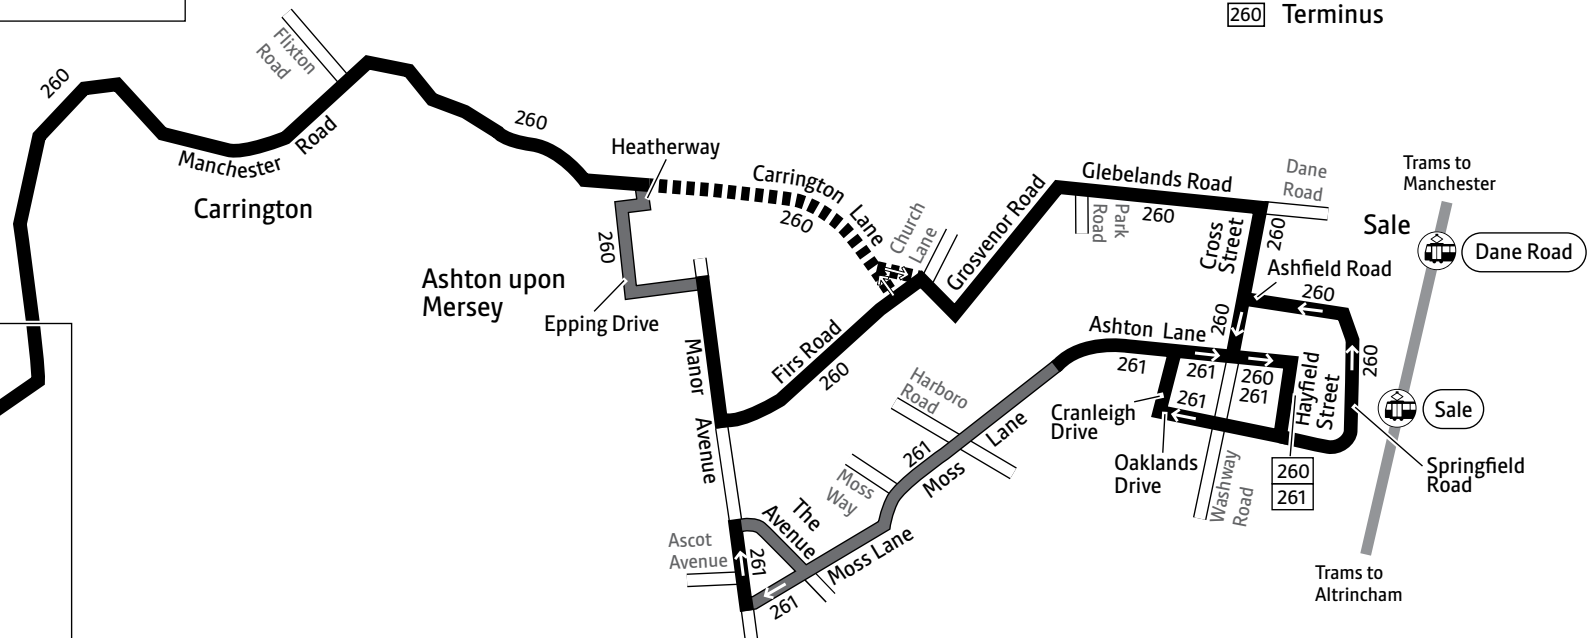 260 Terminus
Flixton
Road
260
Manchester Road
Carrington
260
Heatherway
Carrington Lane
260
Church
Lane
260
Ashton upon
Mersey
Epping Drive
Manor Avenue
Firs Road
260
Grosvenor Road
Glebelands Road
260
Park
Road
Dane
Road
Cross
Street
260
Trams to
Manchester
Sale
Dane Road
Ashfield Road
260
260
Ashton Lane
261
261
260
261
261
Hayfield
Street
260
Sale
Cranleigh
Drive
Oaklands
Drive
Washway
Road
260
261
Springfield
Road
Harboro
Road
261
Moss Lane
Moss
Way
The
Avenue
Moss Lane
Ascot
Avenue
261
261
Trams to
Altrincham